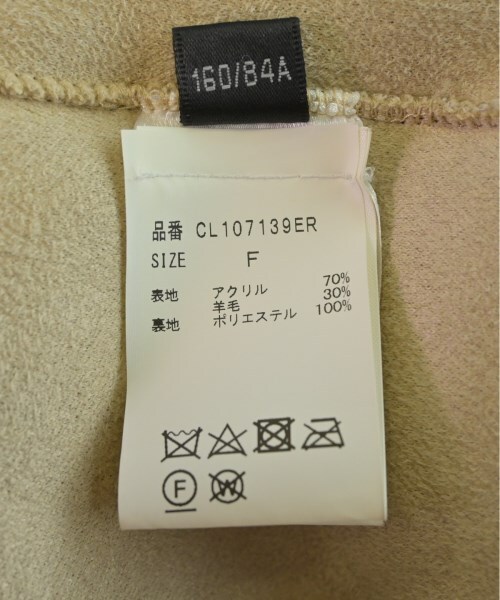 160/84A
品番 CL107139ER
SIZE F
表地 アクリル 70%
羊毛 30%
裏地 ポリエステル 100%
F
W